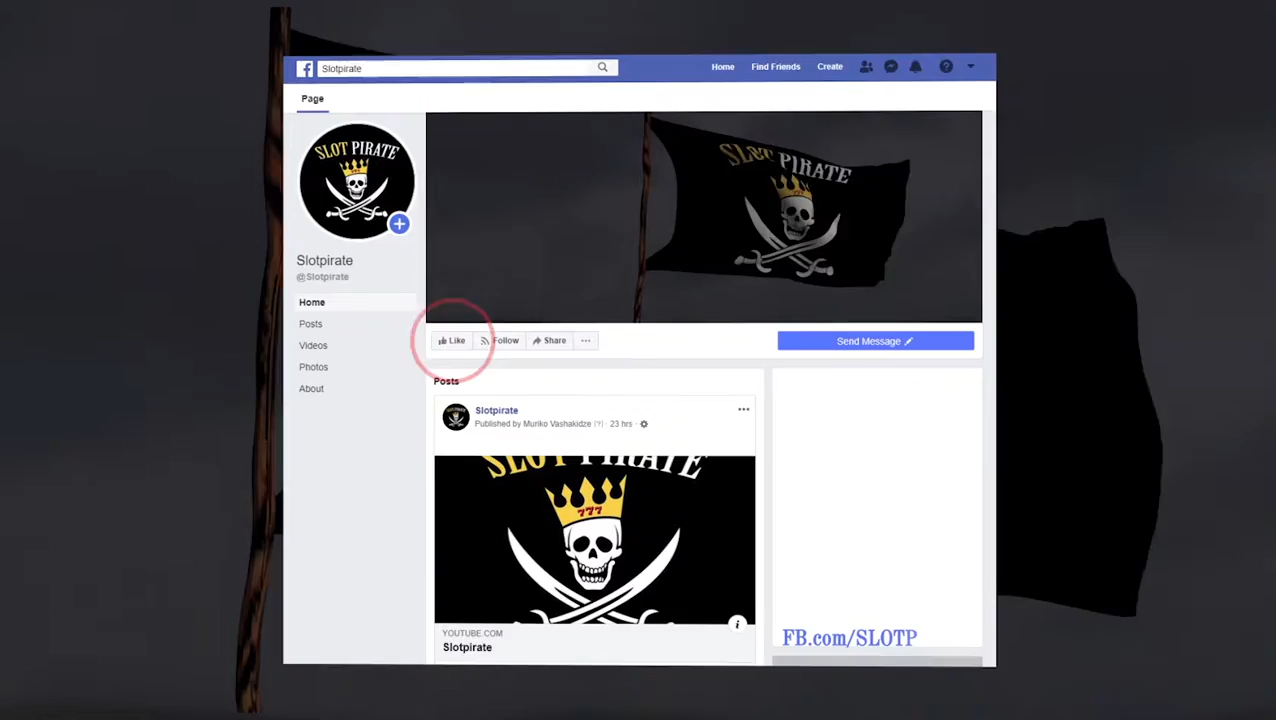 Slotpirate
Home
Find Friends
Create
Page
SLOT PIRATE
Slotpirate
@Slotpirate
Home
Posts
Videos
Photos
About
SLOT PIRATE
Like
Follow
Share
Send Message
Posts
Slotpirate
Published by Muriko Vashakidze [?] · 23 hrs ·
SLOT PIRATE
777
YOUTUBE.COM
Slotpirate
FB.com/SLOTP